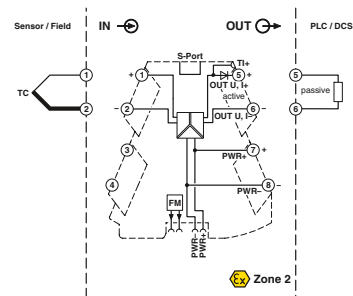 Sensor / Field
IN
OUT
PLC / DCS
S-Port
TI+
1
+
1
5
+
5
OUT U, I+
active
passive
TC
2
−
2
OUT U, I−
6
−
6
3
7
+
PWR+
4
8
−
PWR−
FM
PWR−
PWR+
Ex
Zone 2